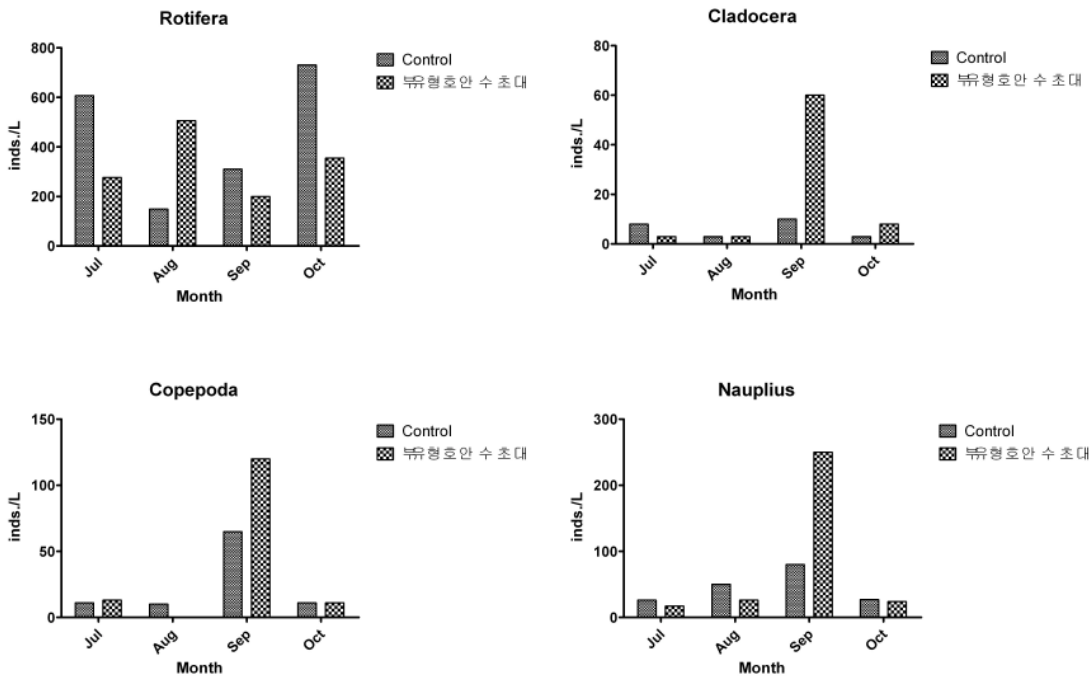 Rotifera
800
600
400
200
0
inds./L
Jul
Aug
Sep
Oct
Month
Control
부유형호안 수 초 대
Cladocera
80
60
40
20
0
inds./L
Jul
Aug
Sep
Oct
Month
Control
부유형호안 수 초 대
Copepoda
150
100
50
0
inds./L
Jul
Aug
Sep
Oct
Month
Control
부유형호안 수 초 대
Nauplius
300
200
100
0
inds./L
Jul
Aug
Sep
Oct
Month
Control
부유형호안 수 초 대